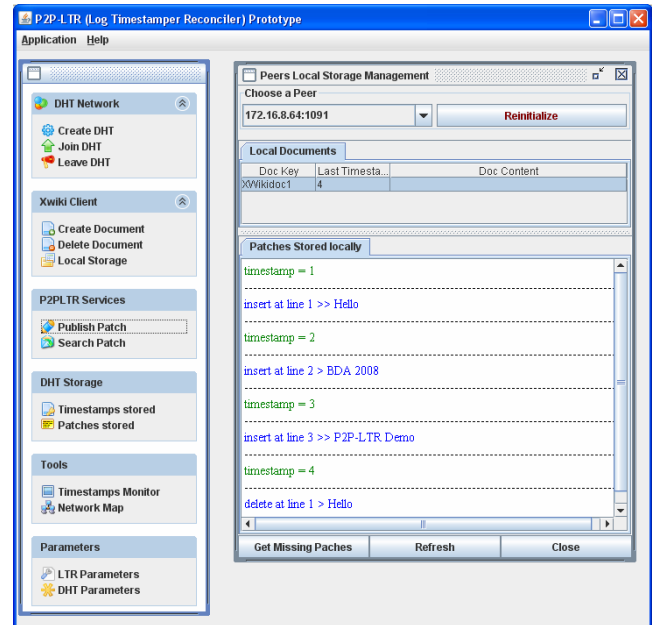 P2P-LTR (Log Timestamper Reconciler) Prototype
Application Help
DHT Network
Create DHT
Join DHT
Leave DHT
Xwiki Client
Create Document
Delete Document
Local Storage
P2PLTR Services
Publish Patch
Search Patch
DHT Storage
Timestamps stored
Patches stored
Tools
Timestamps Monitor
Network Map
Parameters
LTR Parameters
DHT Parameters
Peers Local Storage Management
Choose a Peer
172.16.8.64:1091 Reinitialize
Local Documents
Doc Key Last Timesta... Doc Content
XWikidoc1 4
Patches Stored locally
timestamp = 1
insert at line 1 >> Hello
timestamp = 2
insert at line 2 > BDA 2008
timestamp = 3
insert at line 3 >> P2P-LTR Demo
timestamp = 4
delete at line 1 > Hello
Get Missing Paches Refresh Close